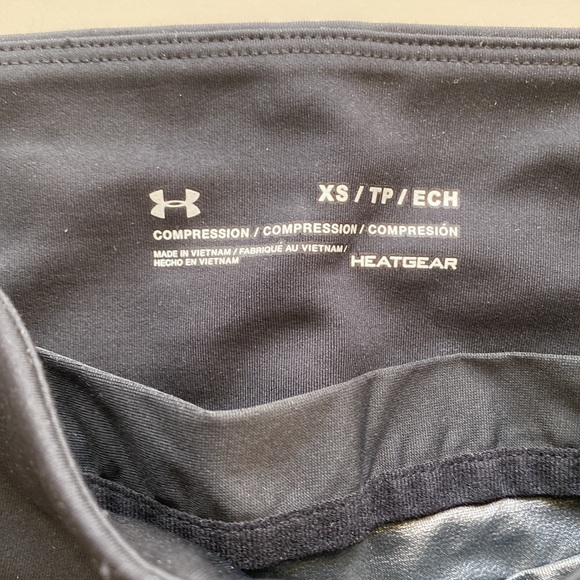 XS / TP / ECH
COMPRESSION / COMPRESSION / COMPRESIÓN
MADE IN VIETNAM / FABRIQUÉ AU VIETNAM /
HECHO EN VIETNAM
HEATGEAR